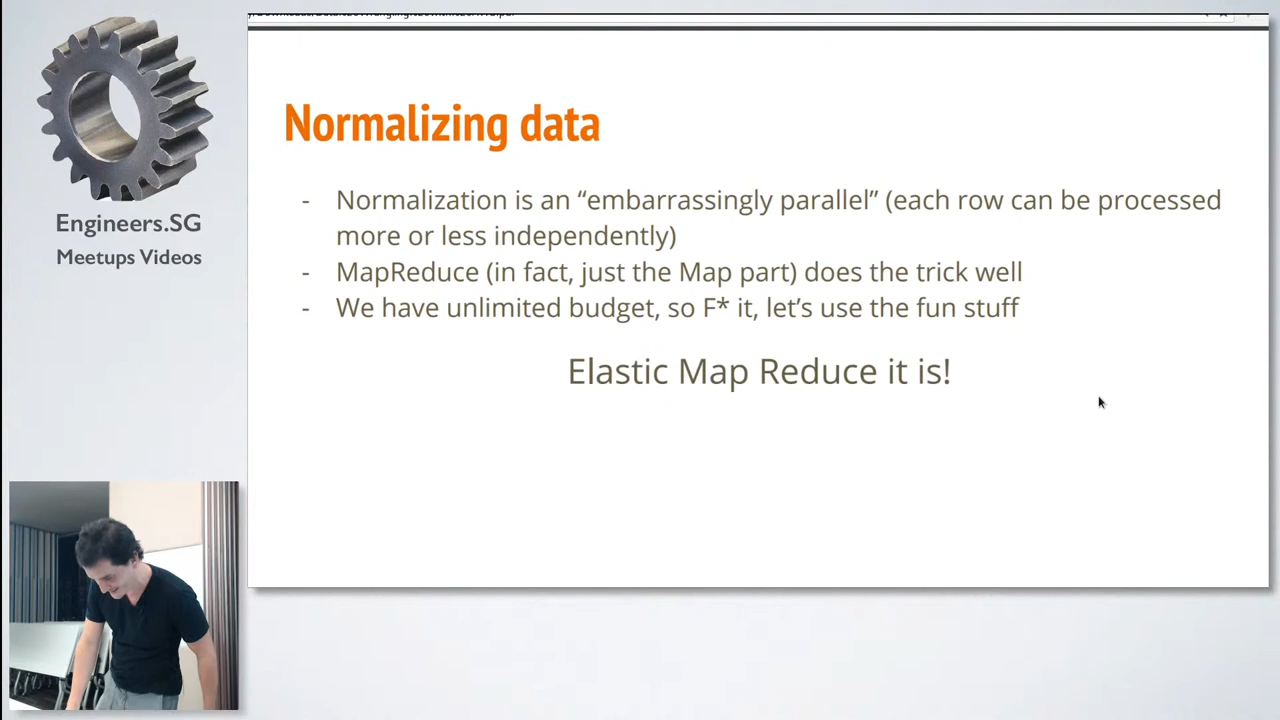 Engineers.SG
Meetups Videos
Normalizing data
- Normalization is an “embarrassingly parallel” (each row can be processed
more or less independently)
- MapReduce (in fact, just the Map part) does the trick well
- We have unlimited budget, so F* it, let’s use the fun stuff
Elastic Map Reduce it is!